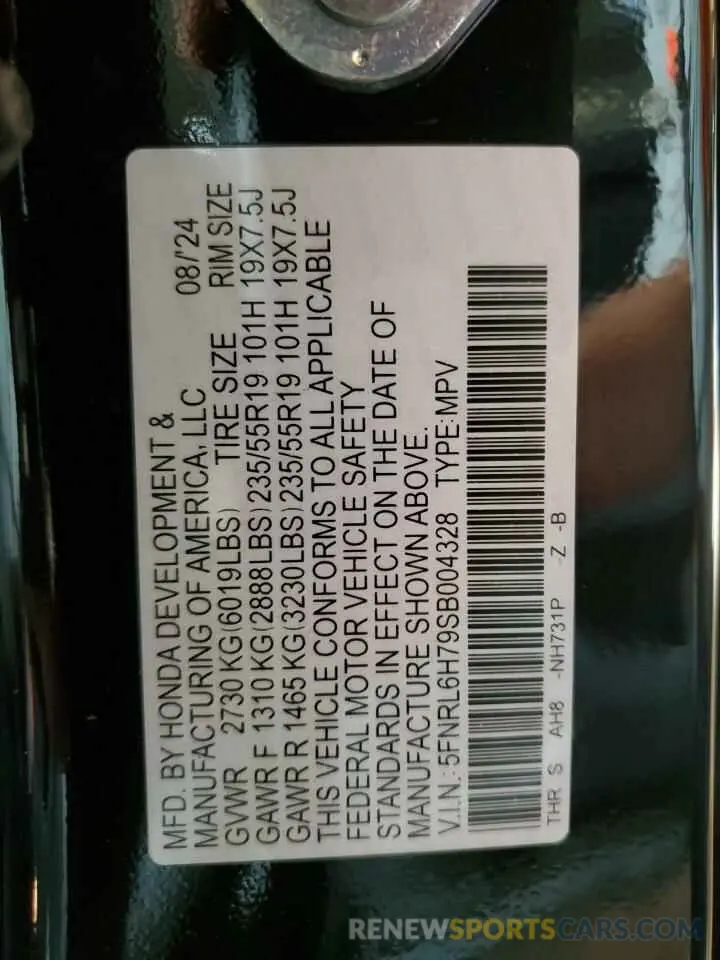 MFD. BY HONDA DEVELOPMENT &
MANUFACTURING OF AMERICA, LLC 08/'24
GVWR 2730 KG(6019LBS) TIRE SIZE RIM SIZE
GAWR F 1310 KG(2888LBS)235/55R19 101H 19X7.5J
GAWR R 1465 KG(3230LBS)235/55R19 101H 19X7.5J
THIS VEHICLE CONFORMS TO ALL APPLICABLE
FEDERAL MOTOR VEHICLE SAFETY
STANDARDS IN EFFECT ON THE DATE OF
MANUFACTURE SHOWN ABOVE.
V.I.N.:5FNRL6H79SB004328 TYPE:MPV
THR S AH8 -NH731P -Z -B
RENEWSPORTSCARS.COM